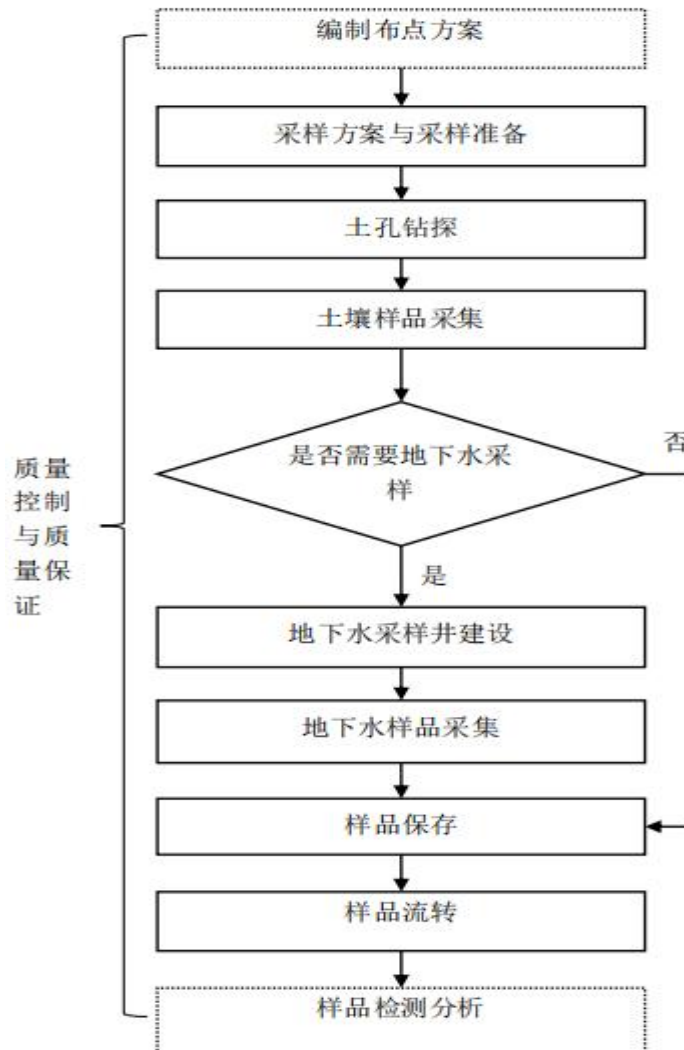 编制布点方案
采样方案与采样准备
土孔钻探
土壤样品采集
是否需要地下水采
样
否
是
质量
控制
与质
量保
证
地下水采样井建设
地下水样品采集
样品保存
样品流转
样品检测分析